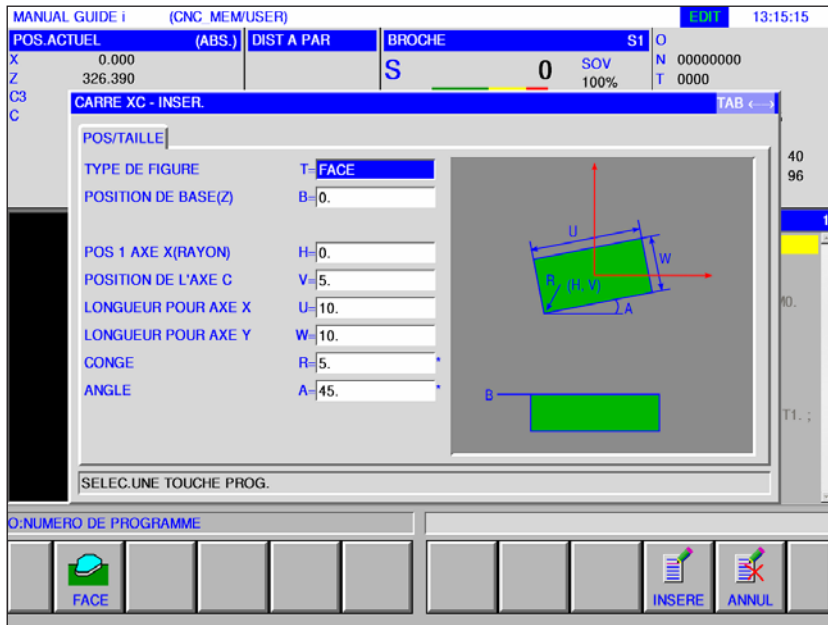 MANUAL GUIDE i (CNC_MEM/USER) EDIT 13:15:15
POS.ACTUEL (ABS.) DIST A PAR BROCHE S1 O
X 0.000 S 0 SOV N 00000000
Z 326.390 100% T 0000
C3
C
CARRE XC - INSER. TAB
POS/TAILLE
TYPE DE FIGURE T= FACE
POSITION DE BASE(Z) B= 0.
POS 1 AXE X(RAYON) H= 0.
POSITION DE L'AXE C V= 5.
LONGUEUR POUR AXE X U= 10.
LONGUEUR POUR AXE Y W= 10.
CONGE R= 5. *
ANGLE A= 45. *
U
W
R (H, V)
A
B
40
96
1
M0.
T1. ;
SELEC.UNE TOUCHE PROG.
O:NUMERO DE PROGRAMME
FACE INSERE ANNUL